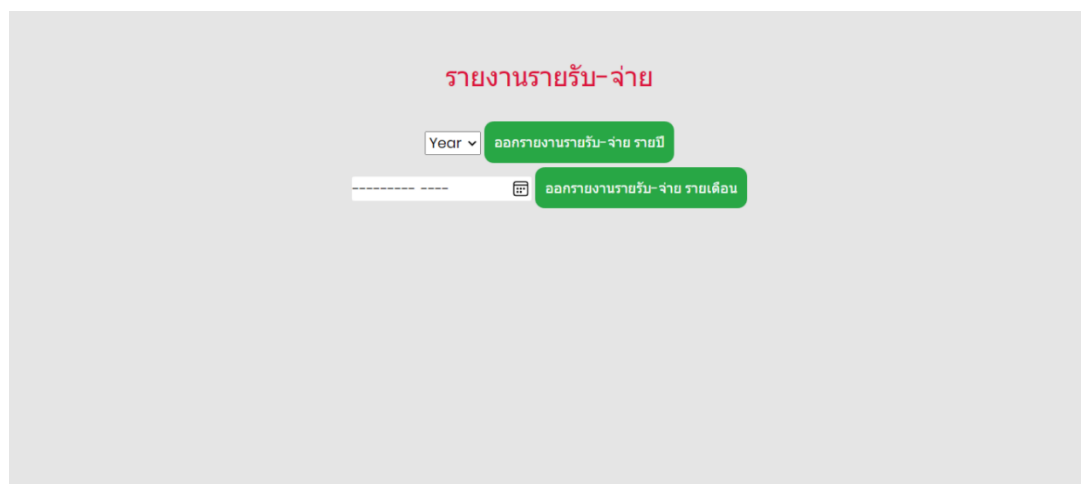 รายงานรายรับ-จ่าย
Year ออกรายงานรายรับ-จ่าย รายปี
--------- ---- ออกรายงานรายรับ-จ่าย รายเดือน